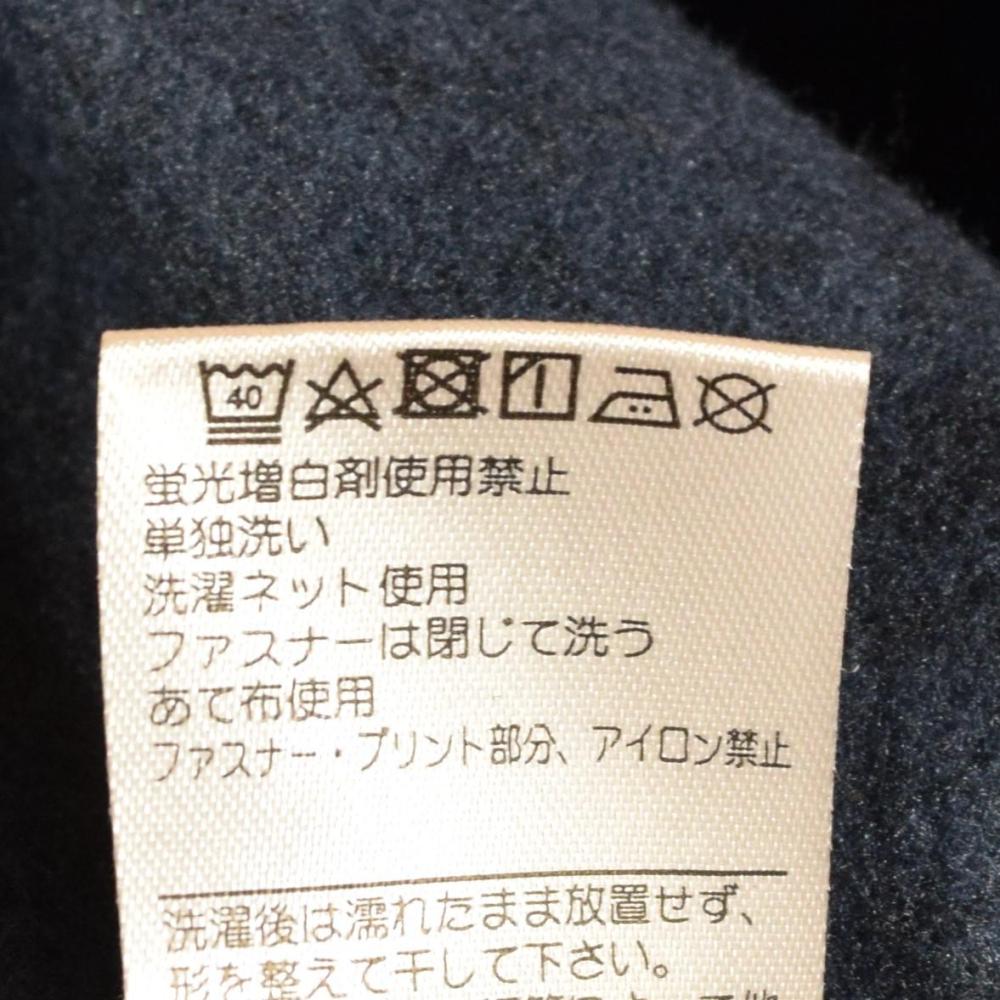 40
蛍光増白剤使用禁止
単独洗い
洗濯ネット使用
ファスナーは閉じて洗う
あて布使用
ファスナー・プリント部分、アイロン禁止
洗濯後は濡れたまま放置せず、
形を整えて干して下さい。